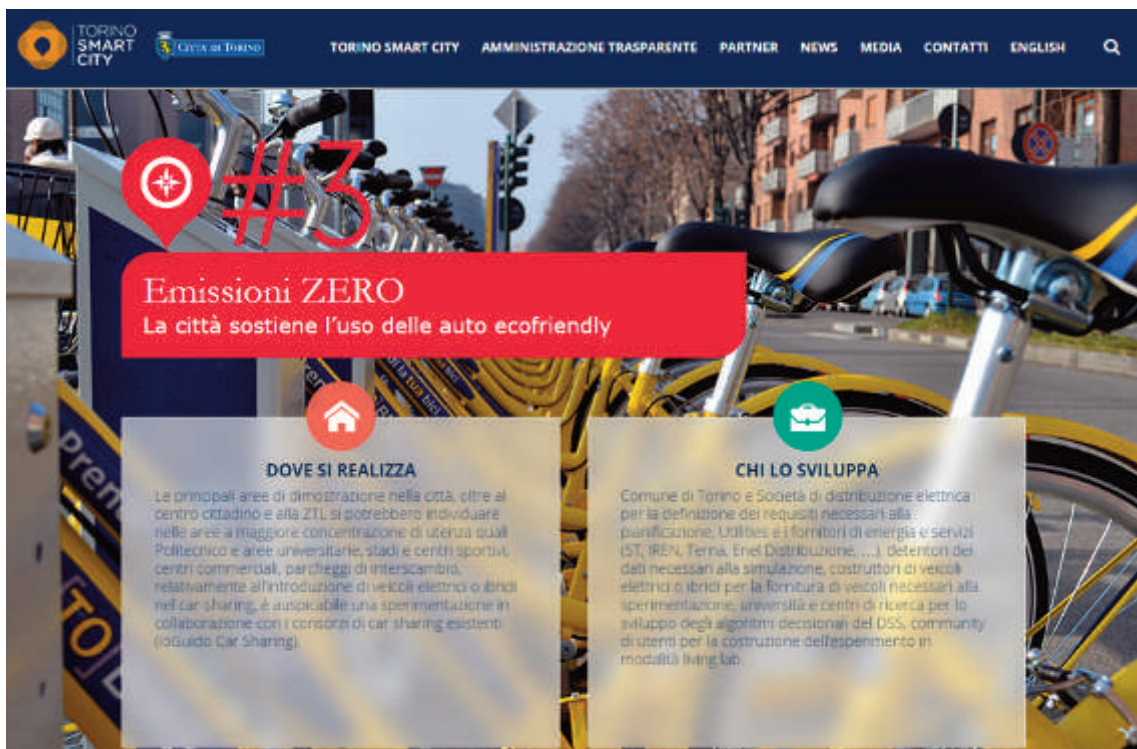 TORINO
SMART
CITY
CITTA DI TORINO
TORINO SMART CITY AMMINISTRAZIONE TRASPARENTE PARTNER NEWS MEDIA CONTATTI ENGLISH
#3
Emissioni ZERO
La città sostiene l'uso delle auto ecofriendly
DOVE SI REALIZZA
Le principali aree di dimostrazione nella città, oltre al
centro cittadino e alla ZTL si potrebbero individuare
nelle aree a maggiore concentrazione di utenza quali
Politecnico e aree universitarie, stadi e centri sportivi,
centri commerciali, parcheggi di interscambio,
relativamente all'introduzione di veicoli elettrici o ibridi
nel car-sharing, è auspicabile una sperimentazione in
collaborazione con i consorzi di car sharing esistenti
(IoGuido Car Sharing).
CHI LO SVILUPPA
Comune di Torino e Società di distribuzione elettrica
per la definizione dei requisiti necessari alla
pianificazione, Utilities e i fornitori di energia e servizi
(ST, IREN, Terna, Enel Distribuzione, ....), detentori dei
dati necessari alla simulazione, costruttori di veicoli
elettrici o ibridi per la fornitura di veicoli necessari alla
sperimentazione, università e centri di ricerca per lo
sviluppo degli algoritmi decisionali del DSS, community
di utenti per la costruzione dell'esperimento in
modalità living lab.
Pren
tua bici
Prem
[TO]